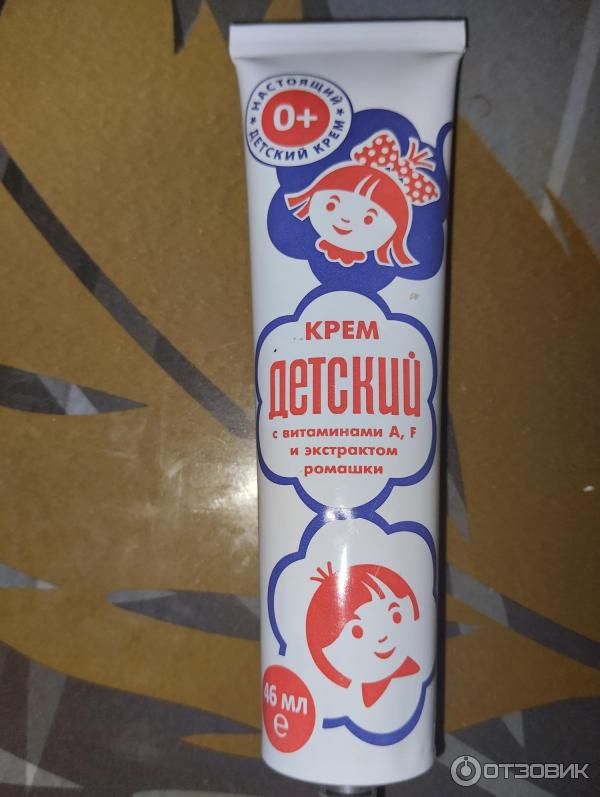 НАСТОЯЩИЙ
0+
ДЕТСКИЙ КРЕМ
КРЕМ
ДЕТСКИЙ
с витаминами А, F
и экстрактом
ромашки
46 мл
е
ОТЗОВИК